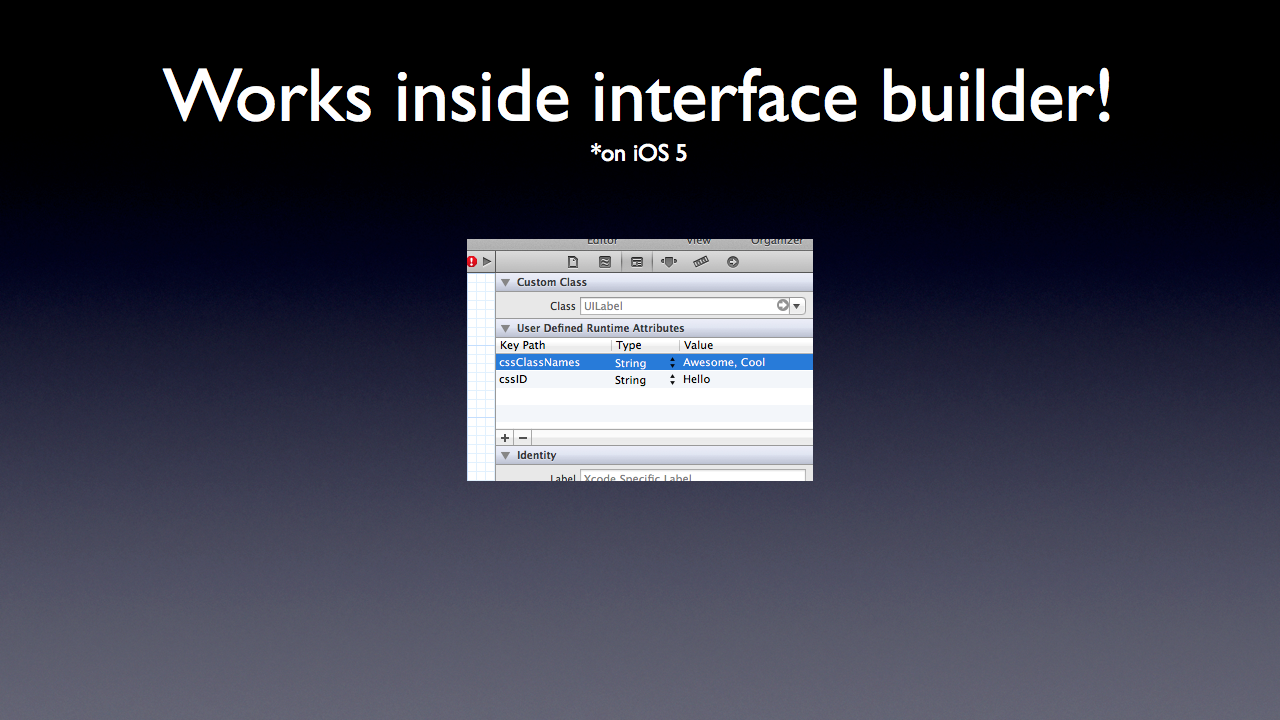 Works inside interface builder!
*on iOS 5
Editor View Organizer
Custom Class
Class UILabel
User Defined Runtime Attributes
Key Path Type Value
cssClassNames String Awesome, Cool
cssID String Hello
Identity
Label Xcode Specific Label